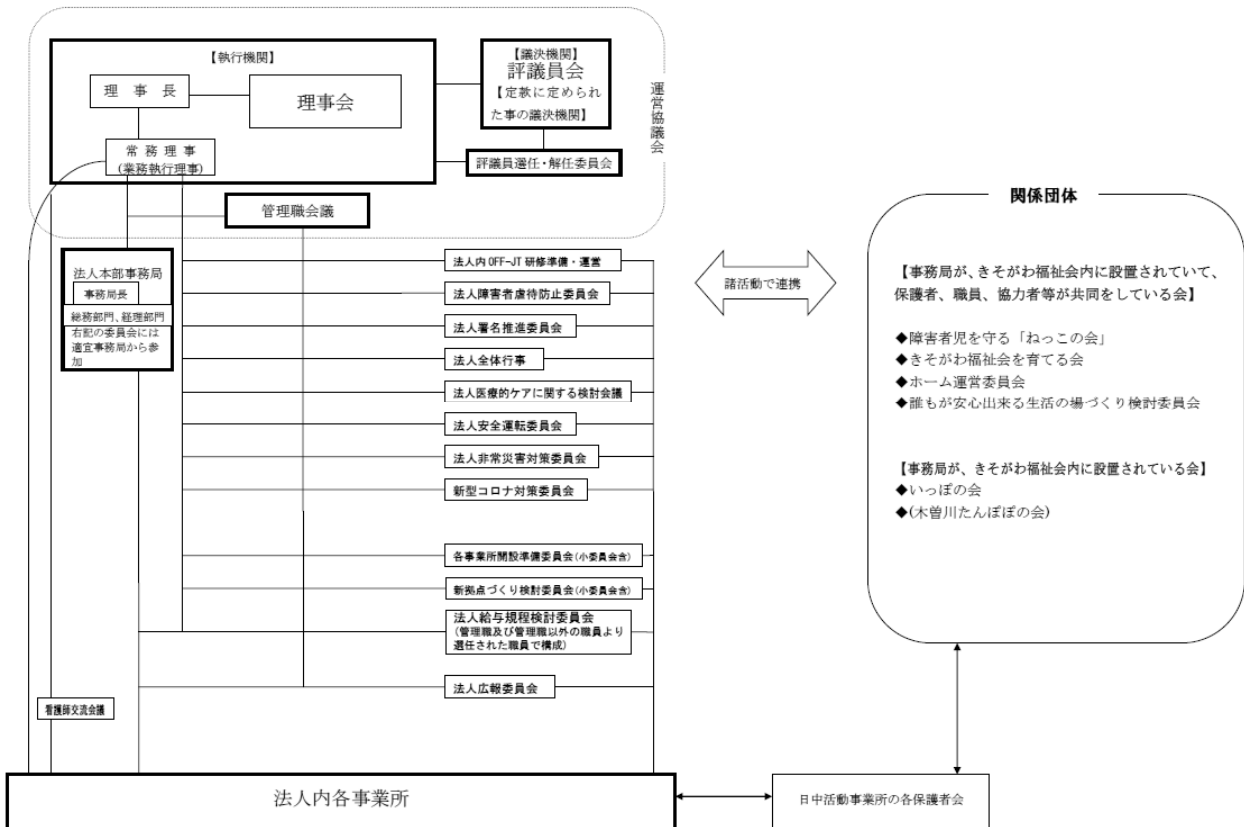 【執行機関】
理事長
理事会
常務理事
(業務執行理事)
【議決機関】
評議員会
【定款に定められ
た事の議決機関】
評議員選任・解任委員会
運営協議会
管理職会議
法人本部事務局
事務局長
総務部門、経理部門
右記の委員会には
適宜事務局から参
加
法人内 OFF-JT 研修準備・運営
法人障害者虐待防止委員会
法人署名推進委員会
法人全体行事
法人医療的ケアに関する検討会議
法人安全運転委員会
法人非常災害対策委員会
新型コロナ対策委員会
各事業所開設準備委員会(小委員会含)
新拠点づくり検討委員会(小委員会含)
法人給与規程検討委員会
(管理職及び管理職以外の職員より
選任された職員で構成)
法人広報委員会
看護師交流会議
法人内各事業所
諸活動で連携
関係団体
【事務局が、きそがわ福祉会内に設置されていて、
保護者、職員、協力者等が共同をしている会】
◆障害者児を守る「ねっこの会」
◆きそがわ福祉会を育てる会
◆ホーム運営委員会
◆誰もが安心出来る生活の場づくり検討委員会
【事務局が、きそがわ福祉会内に設置されている会】
◆いっぽの会
◆(木曽川たんぽぽの会)
日中活動事業所の各保護者会